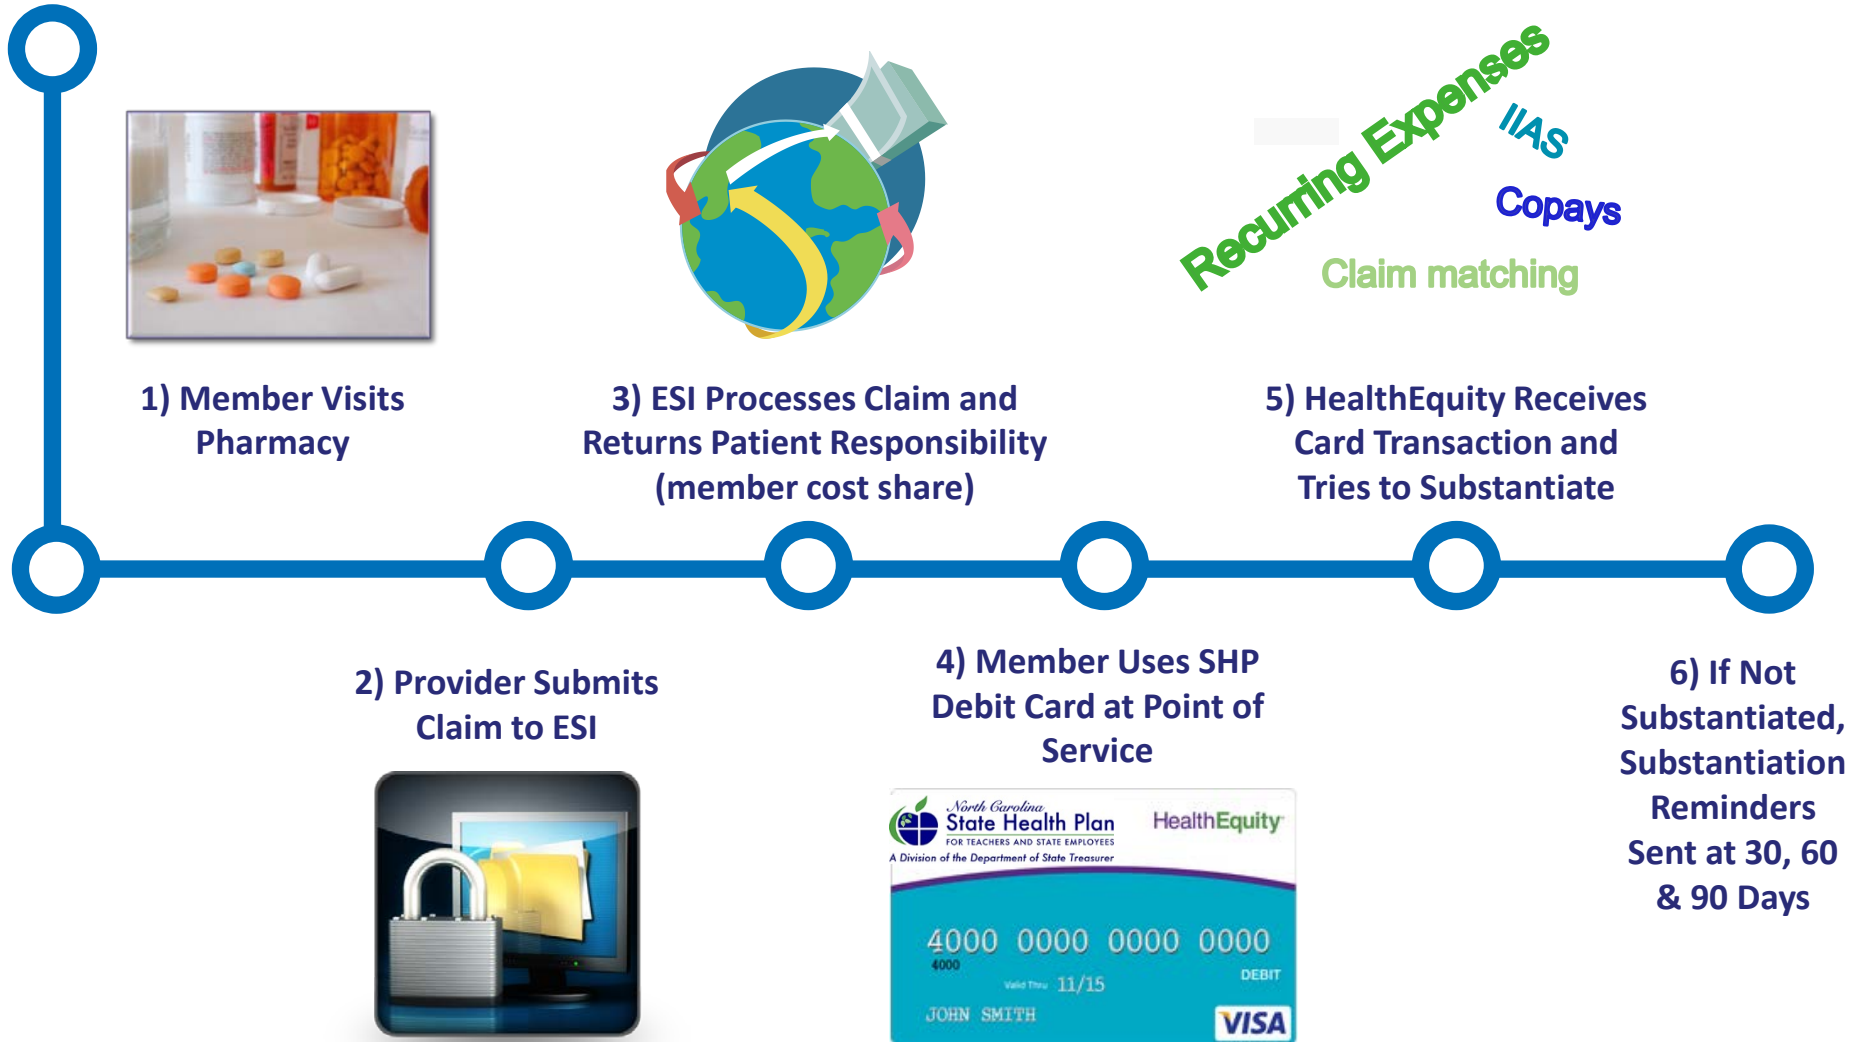 1) Member Visits
Pharmacy
2) Provider Submits
Claim to ESI
3) ESI Processes Claim and
Returns Patient Responsibility
(member cost share)
4) Member Uses SHP
Debit Card at Point of
Service
North Carolina
State Health Plan
FOR TEACHERS AND STATE EMPLOYEES
A Division of the Department of State Treasurer
HealthEquity
4000 0000 0000 0000
4000
Valid Thru 11/15
DEBIT
JOHN SMITH
VISA
Recurring Expenses
IIAS
Copays
Claim matching
5) HealthEquity Receives
Card Transaction and
Tries to Substantiate
6) If Not
Substantiated,
Substantiation
Reminders
Sent at 30, 60
& 90 Days